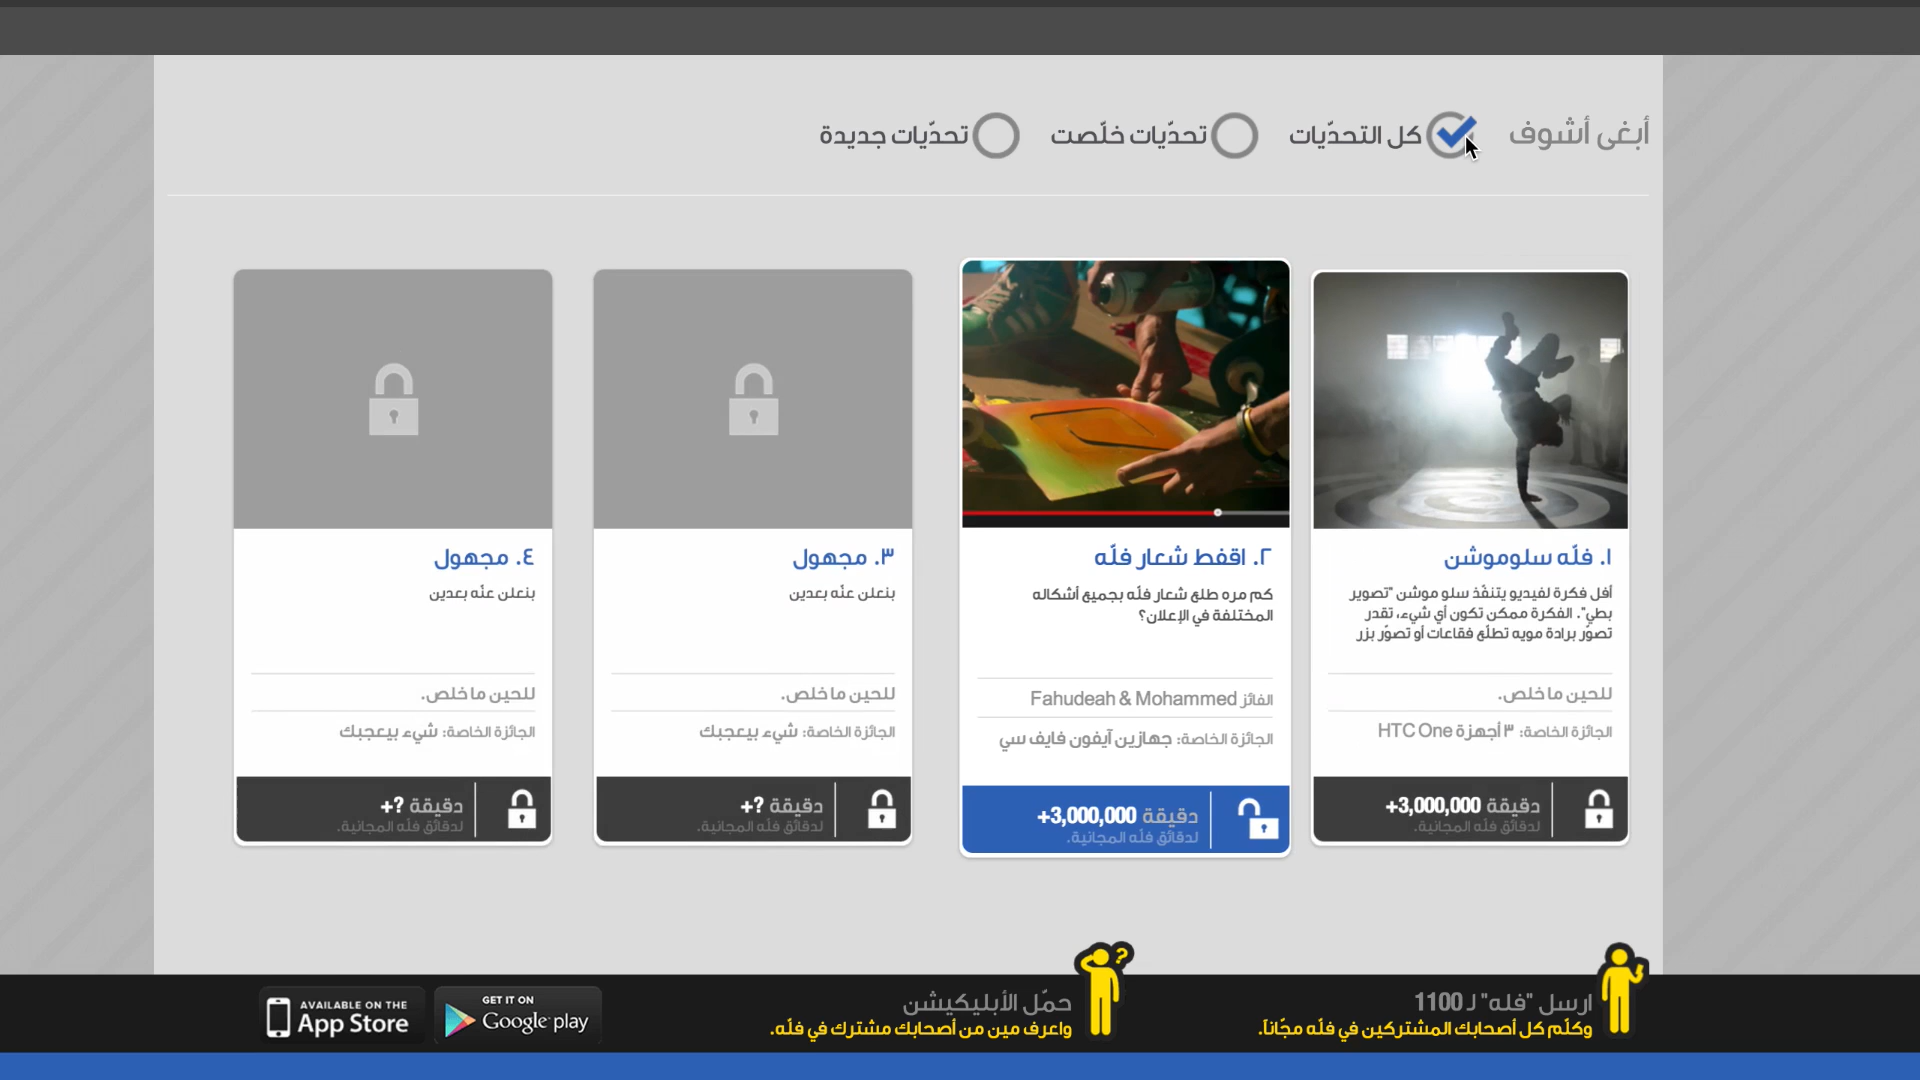 أبغى أشوف
كل التحدّيات
تحدّيات خلّصت
تحدّيات جديدة
١. فلّه سلوموشن
أفل فكرة لفيديو يتنفّذ سلو موشن "تصوير
بطي". الفكرة ممكن تكون أي شيء، تقدر
تصوّر برادة مويه تطلّع فقاعات أو تصوّر بزر
للحين ما خلص.
الجائزة الخاصة: ٣ أجهزة HTC One
دقيقة 3,000,000+
لدقائق فلّه المجانية.
٢. اقفط شعار فلّه
كم مره طلع شعار فلّه بجميع أشكاله
المختلفة في الإعلان؟
الفائز Fahudeah & Mohammed
الجائزة الخاصة: جهازين آيفون فايف سي
دقيقة 3,000,000+
لدقائق فلّه المجانية.
٣. مجهول
بنعلن عنّه بعدين
للحين ما خلص.
الجائزة الخاصة: شيء بيعجبك
دقيقة ?+
لدقائق فلّه المجانية.
٤. مجهول
بنعلن عنّه بعدين
للحين ما خلص.
الجائزة الخاصة: شيء بيعجبك
دقيقة ?+
لدقائق فلّه المجانية.
ارسل "فله" لـ 1100
وكلّم كل أصحابك المشتركين في فلّه مجّاناً.
?
حمّل الأبليكيشن
واعرف مين من أصحابك مشترك في فلّه.
GET IT ON
Google play
AVAILABLE ON THE
App Store